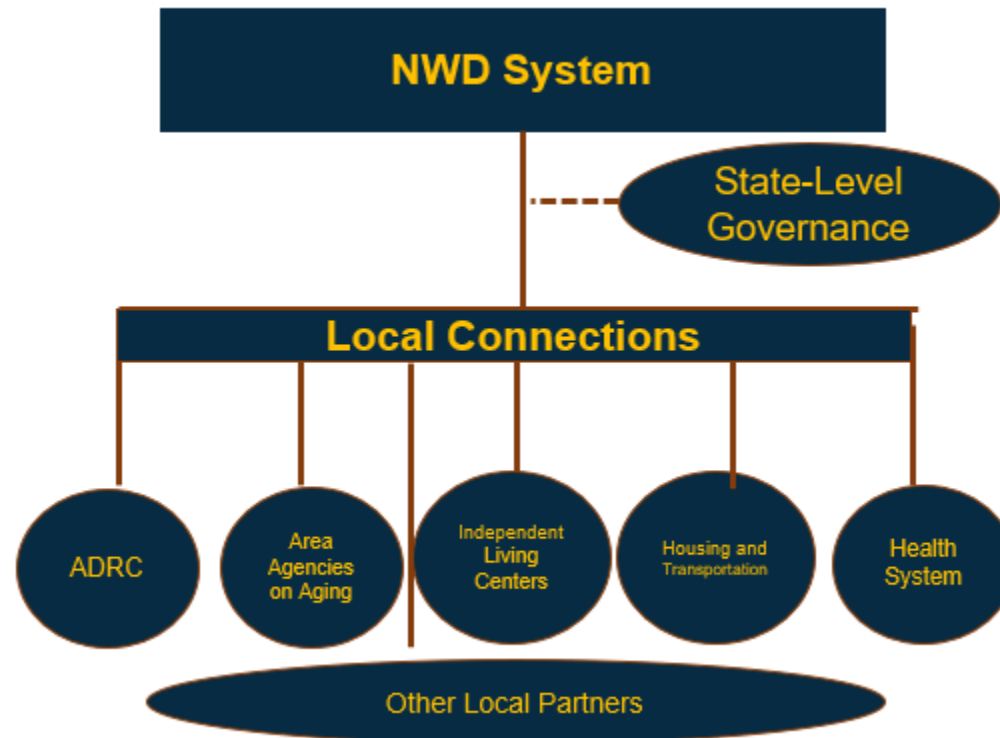 NWD System
State-Level
Governance
Local Connections
ADRC
Area
Agencies
on Aging
Independent
Living
Centers
Housing and
Transportation
Health
System
Other Local Partners